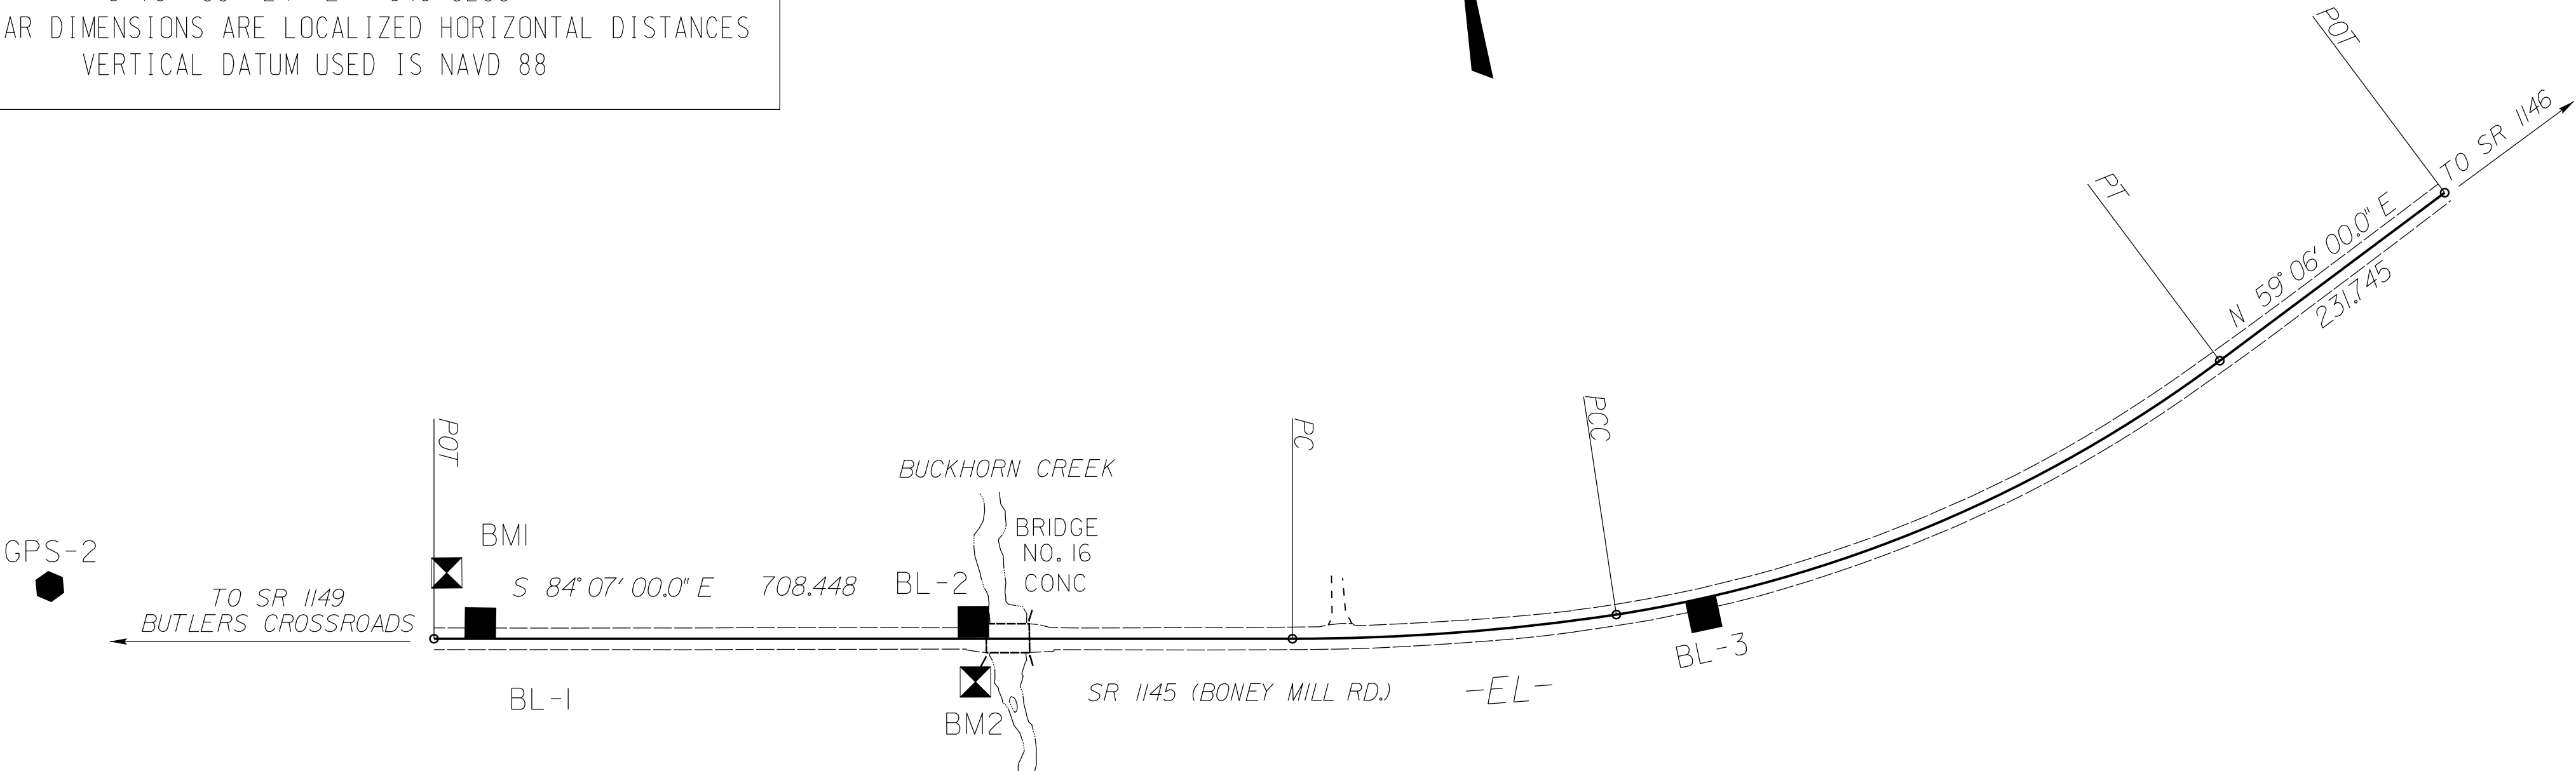 AR DIMENSIONS ARE LOCALIZED HORIZONTAL DISTANCES
VERTICAL DATUM USED IS NAVD 88
POT
TO SR 1146
PT
N 59° 06' 00.0" E
231.745
PCC
POT
PC
BUCKHORN CREEK
BM1
BRIDGE
NO. 16
CONC
GPS-2
S 84° 07' 00.0" E 708.448
BL-2
TO SR 1149
BUTLERS CROSSROADS
BL-3
BL-1
SR 1145 (BONEY MILL RD.)
-EL-
BM2